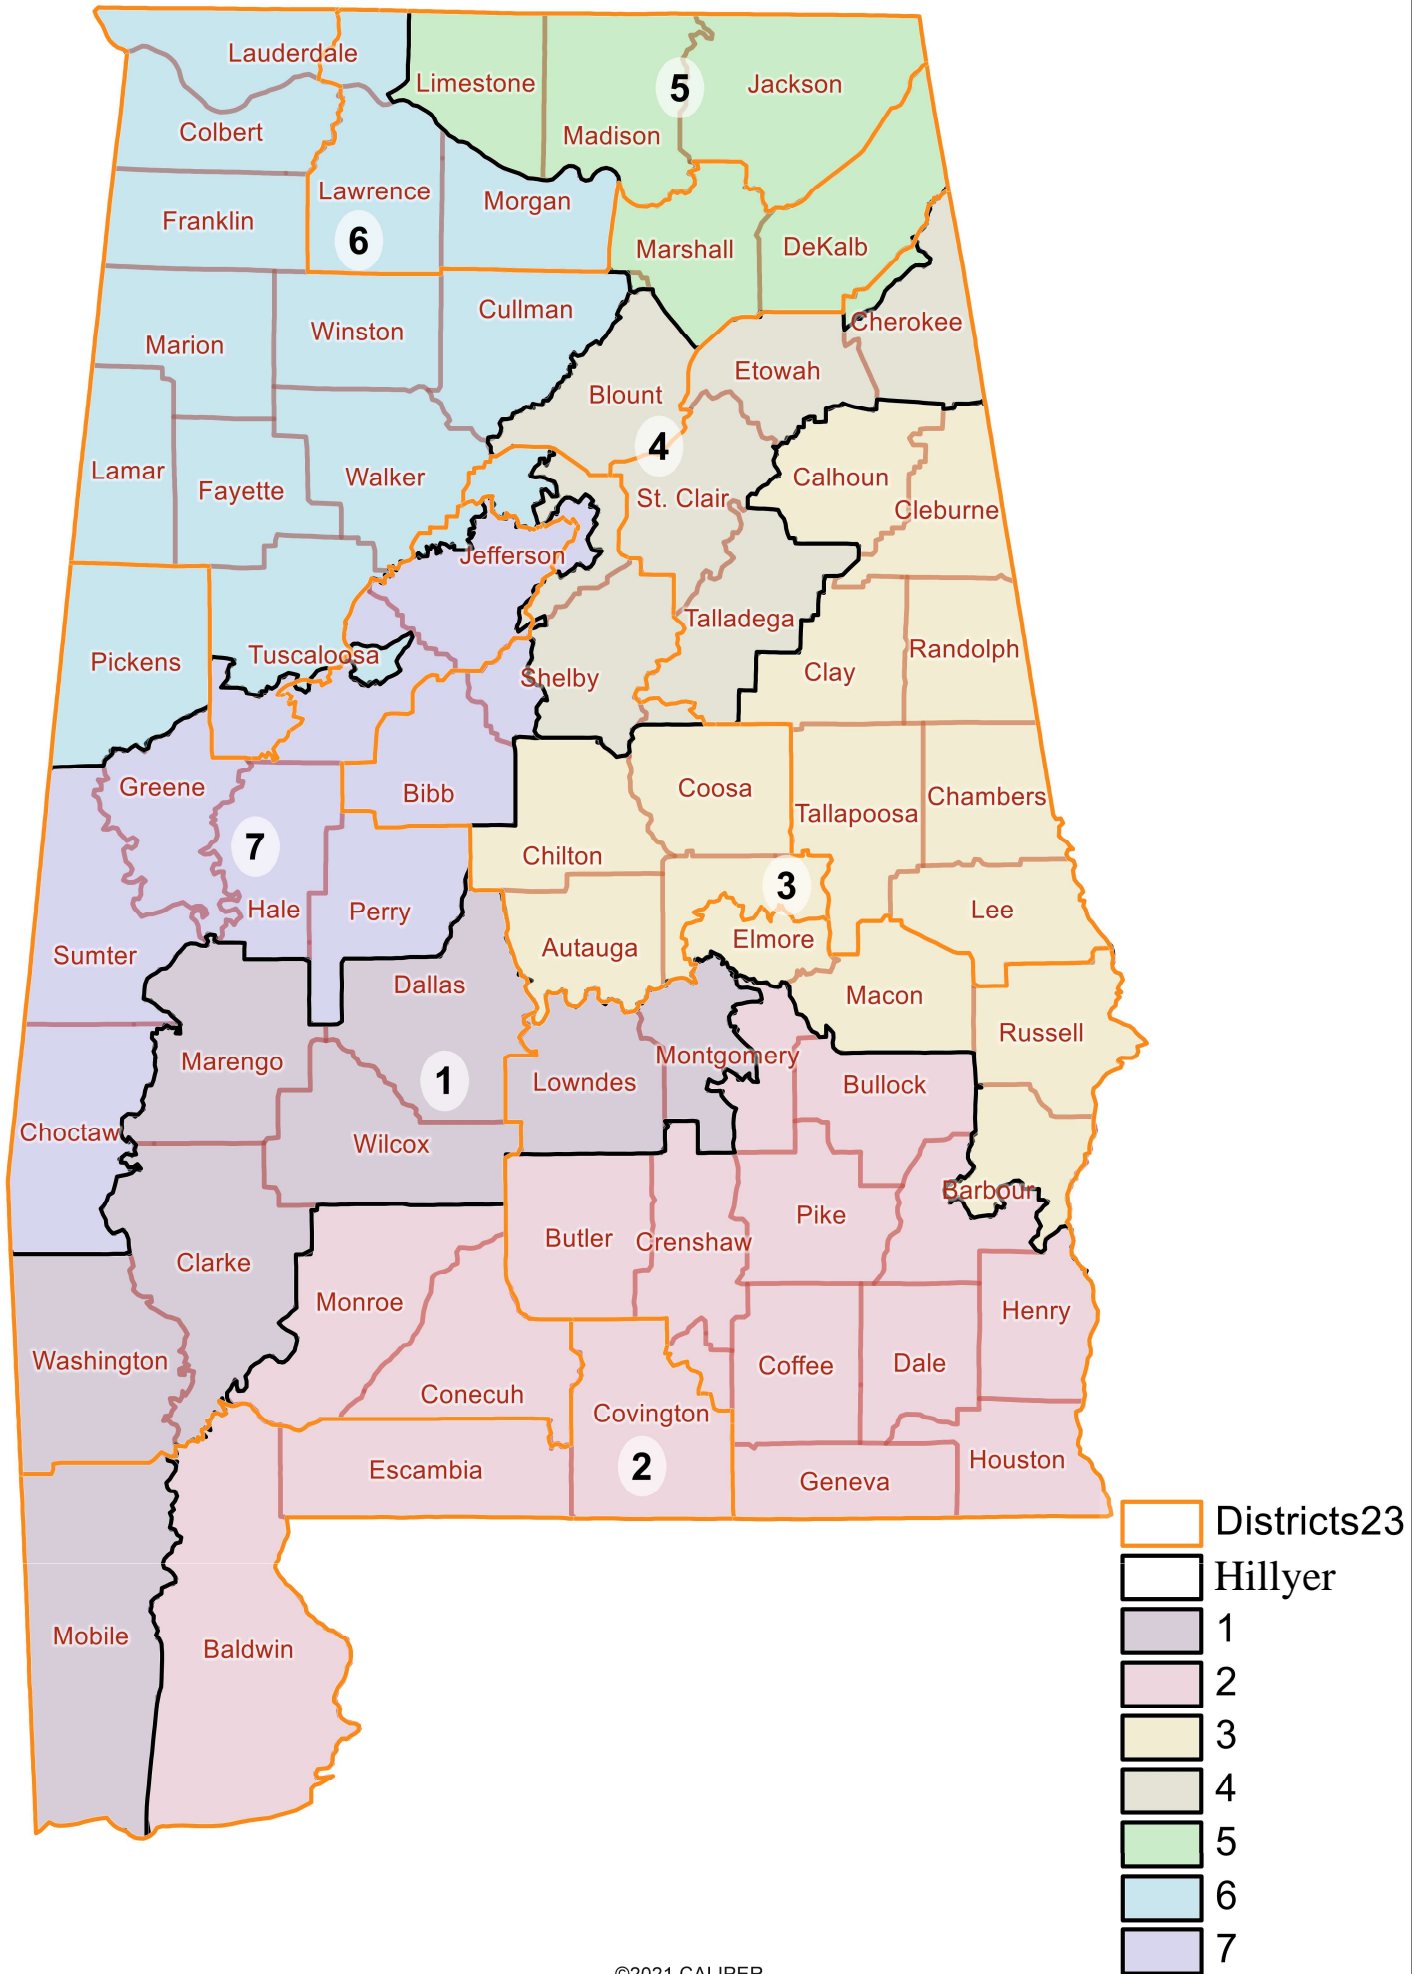 Lauderdale
Limestone
5
Jackson
Madison
Colbert
Lawrence
Morgan
Franklin
6
Marshall
DeKalb
Cullman
Winston
Marion
Cherokee
Etowah
Blount
4
Lamar
Fayette
Walker
St. Clair
Calhoun
Cleburne
Jefferson
Talladega
Pickens
Tuscaloosa
Shelby
Clay
Randolph
Greene
Bibb
Coosa
Tallapoosa
Chambers
7
Chilton
3
Hale
Perry
Lee
Sumter
Autauga
Elmore
Dallas
Macon
Russell
Marengo
1
Lowndes
Montgomery
Bullock
Choctaw
Wilcox
Barbour
Pike
Butler
Crenshaw
Clarke
Monroe
Henry
Washington
Conecuh
Coffee
Dale
Covington
2
Escambia
Geneva
Houston
Mobile
Baldwin
Districts23
Hillyer
1
2
3
4
5
6
7
©2021 CALIPER